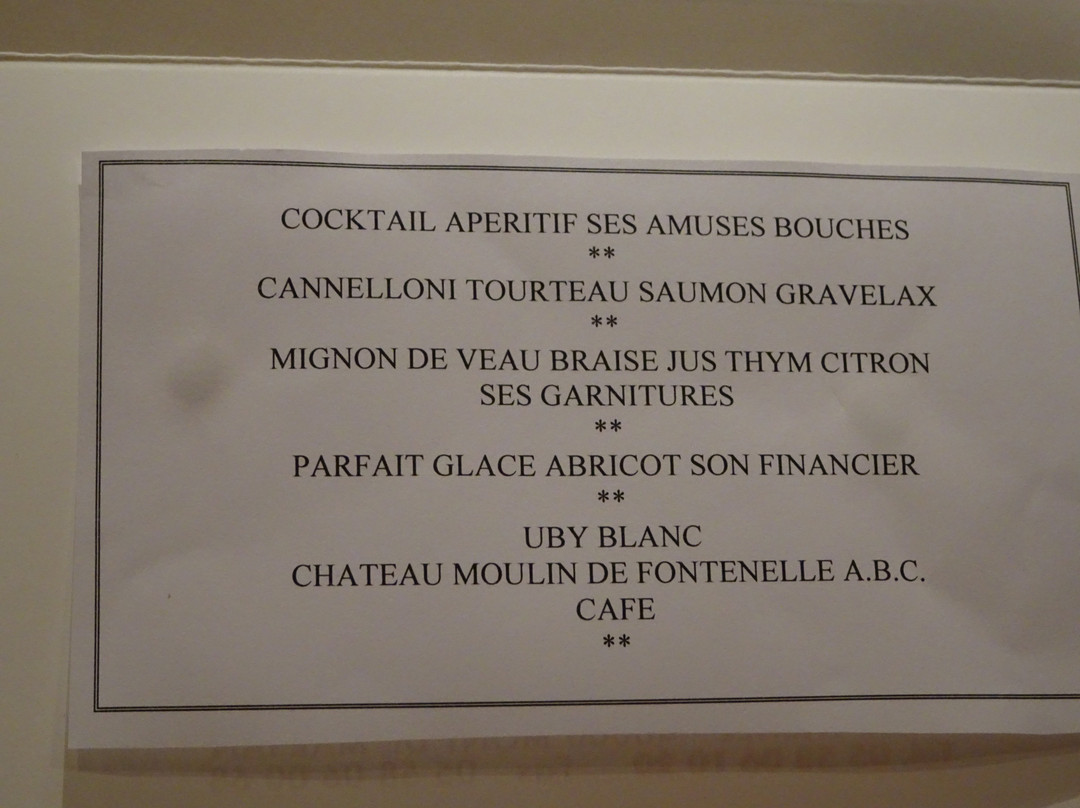 COCKTAIL APERITIF SES AMUSES BOUCHES
**
CANNELLONI TOURTEAU SAUMON GRAVELAX
**
MIGNON DE VEAU BRAISE JUS THYM CITRON
SES GARNITURES
**
PARFAIT GLACE ABRICOT SON FINANCIER
**
UBY BLANC
CHATEAU MOULIN DE FONTENELLE A.B.C.
CAFE
**